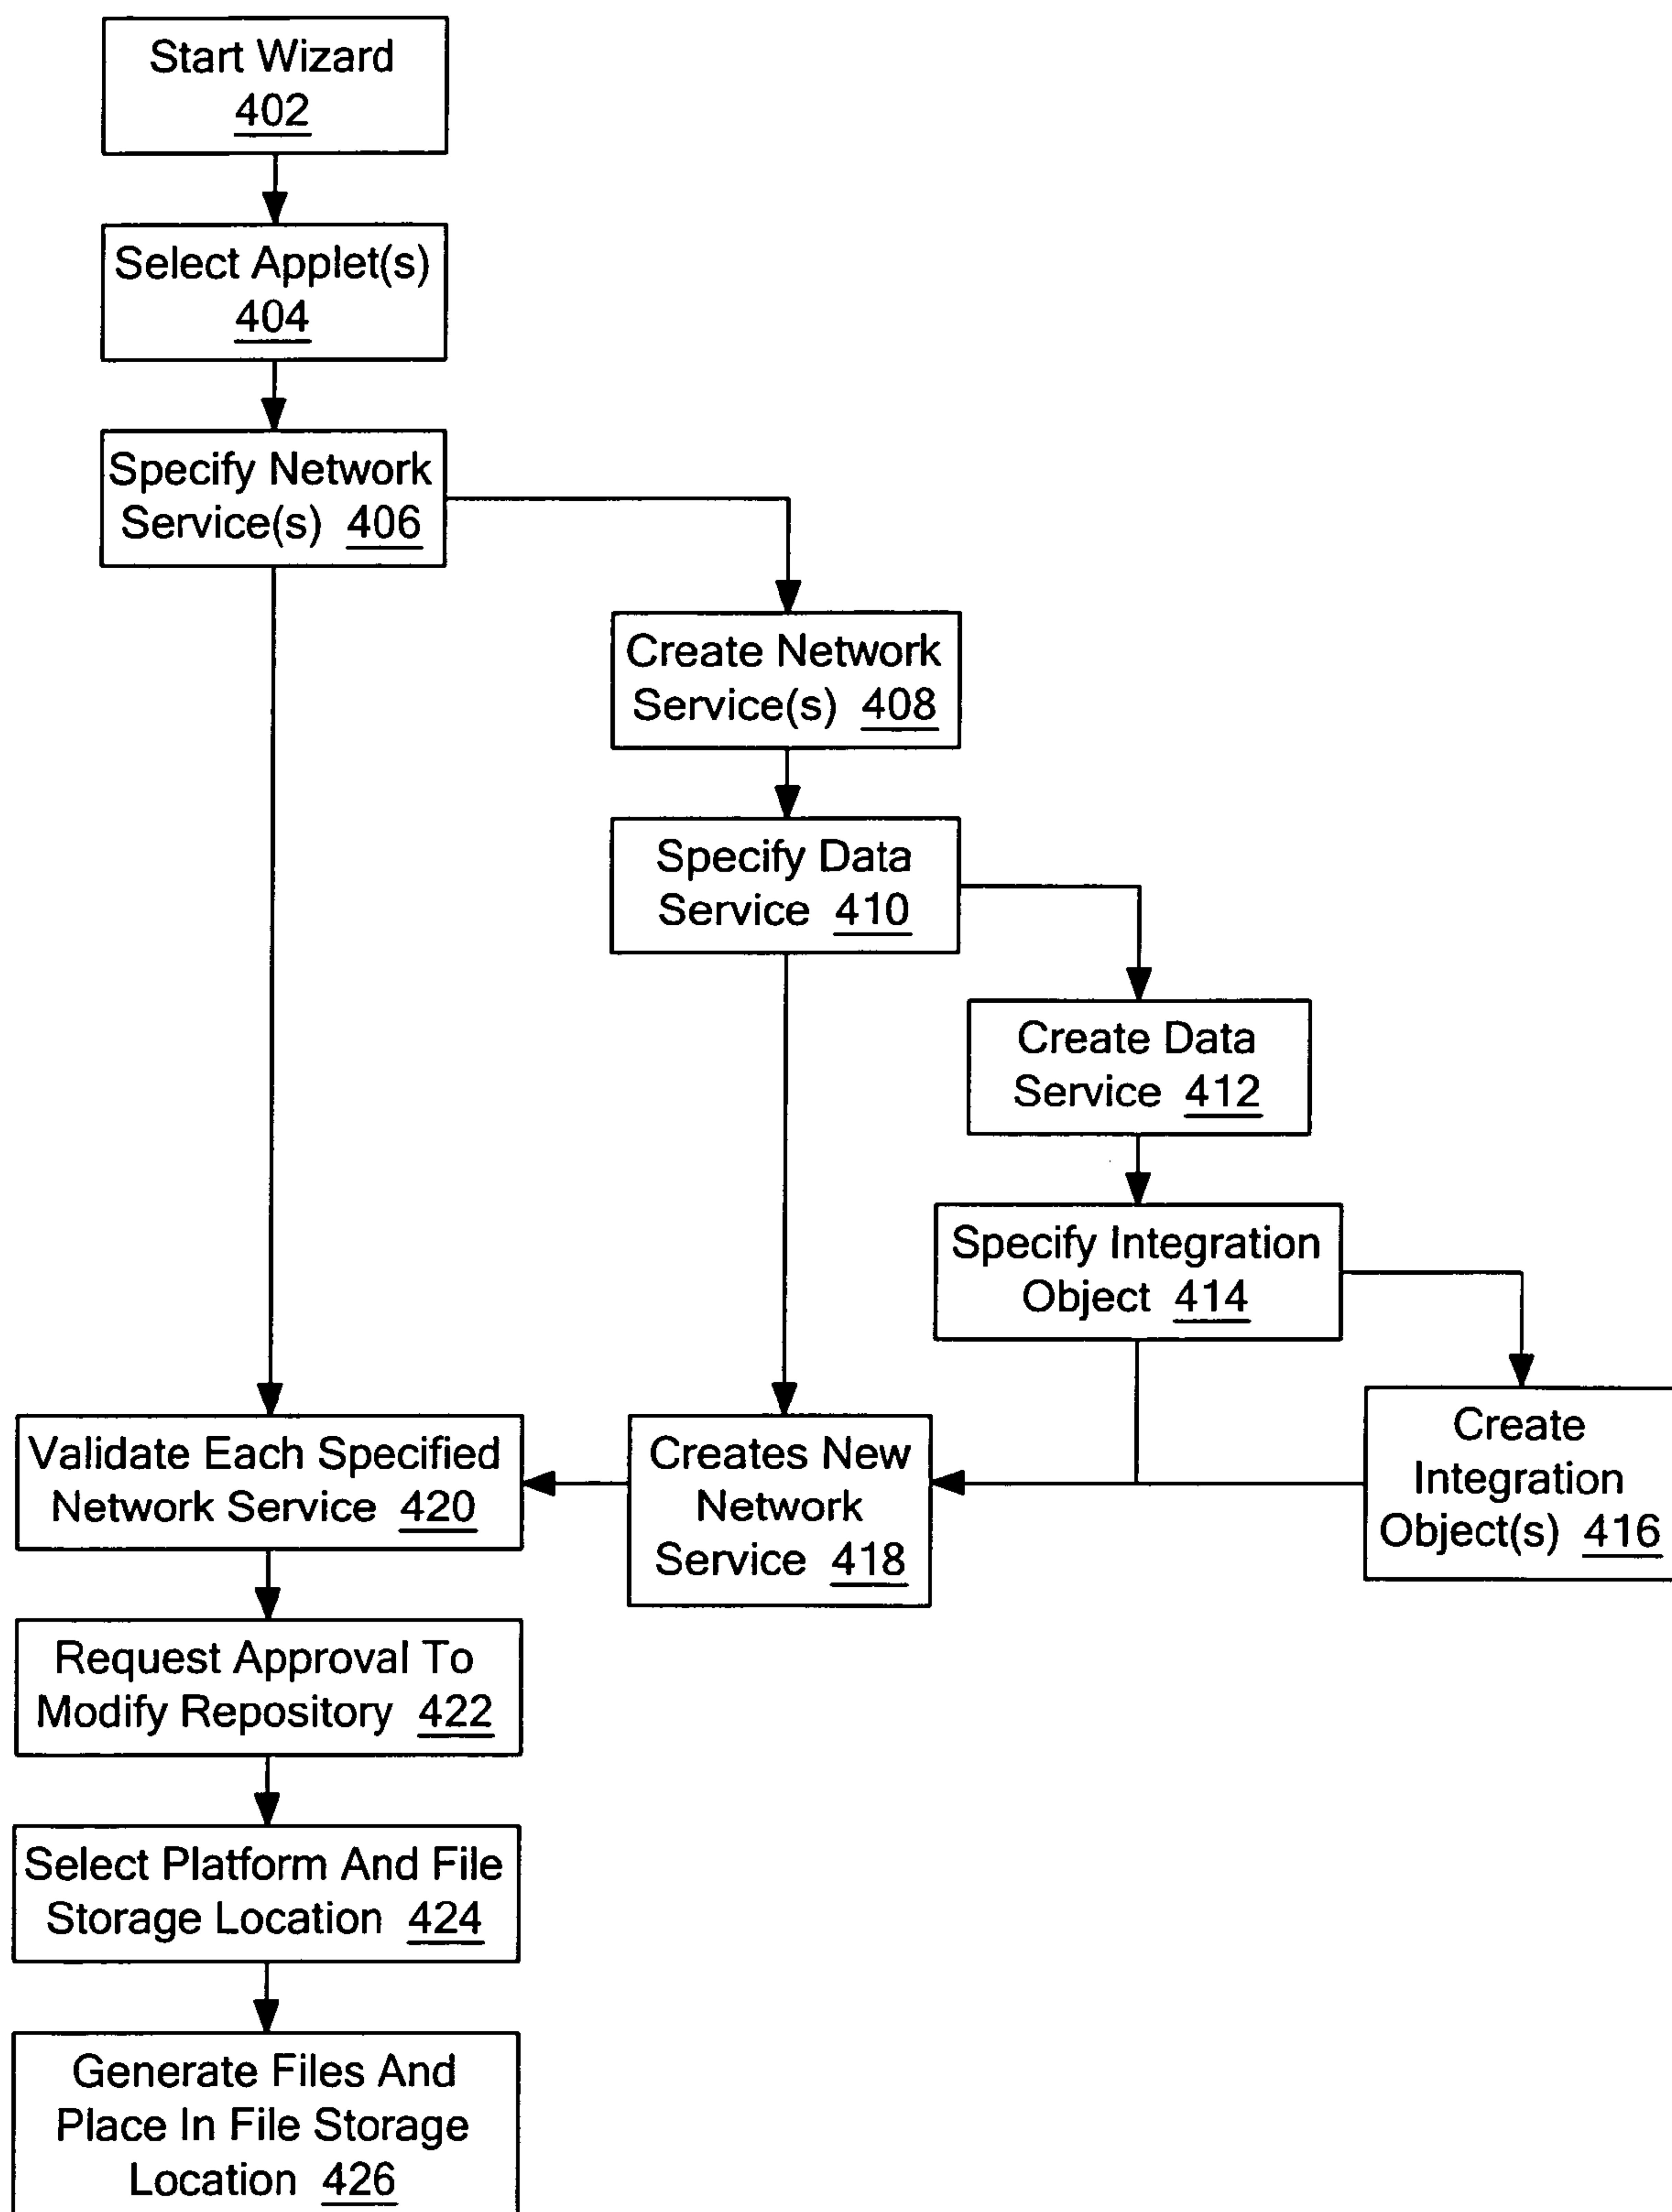 Start Wizard
402
Select Applet(s)
404
Specify Network
Service(s) 406
Create Network
Service(s) 408
Specify Data
Service 410
Create Data
Service 412
Specify Integration
Object 414
Create
Integration
Object(s) 416
Creates New
Network
Service 418
Validate Each Specified
Network Service 420
Request Approval To
Modify Repository 422
Select Platform And File
Storage Location 424
Generate Files And
Place In File Storage
Location 426